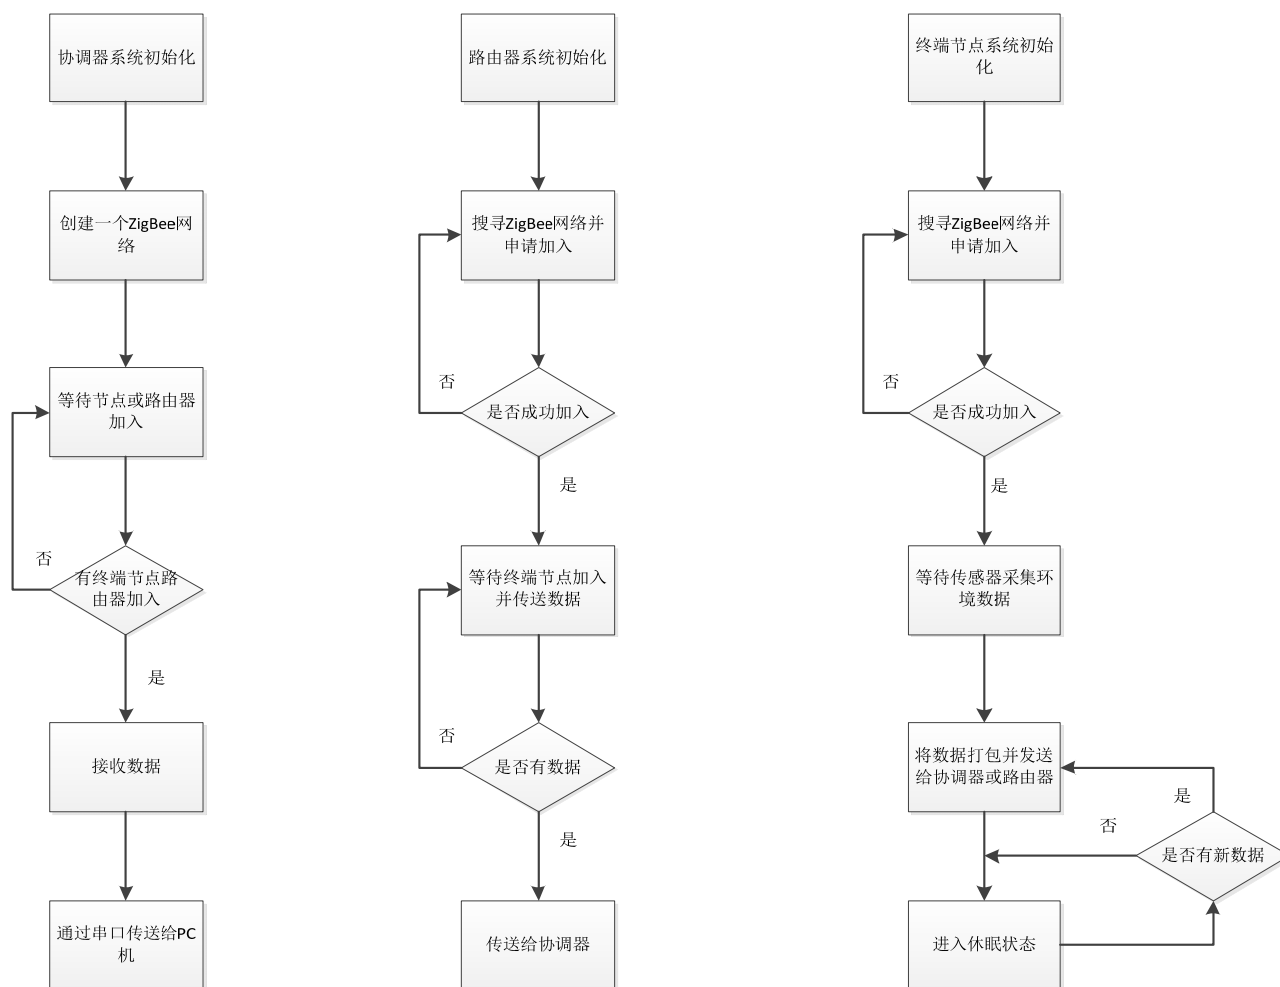 协调器系统初始化
创建一个ZigBee网
络
等待节点或路由器
加入
否
有终端节点路
由器加入
是
接收数据
通过串口传送给PC
机
路由器系统初始化
搜寻ZigBee网络并
申请加入
否
是否成功加入
是
等待终端节点加入
并传送数据
否
是否有数据
是
传送给协调器
终端节点系统初始
化
搜寻ZigBee网络并
申请加入
否
是否成功加入
是
等待传感器采集环
境数据
将数据打包并发送
给协调器或路由器
是
否
是否有新数据
进入休眠状态